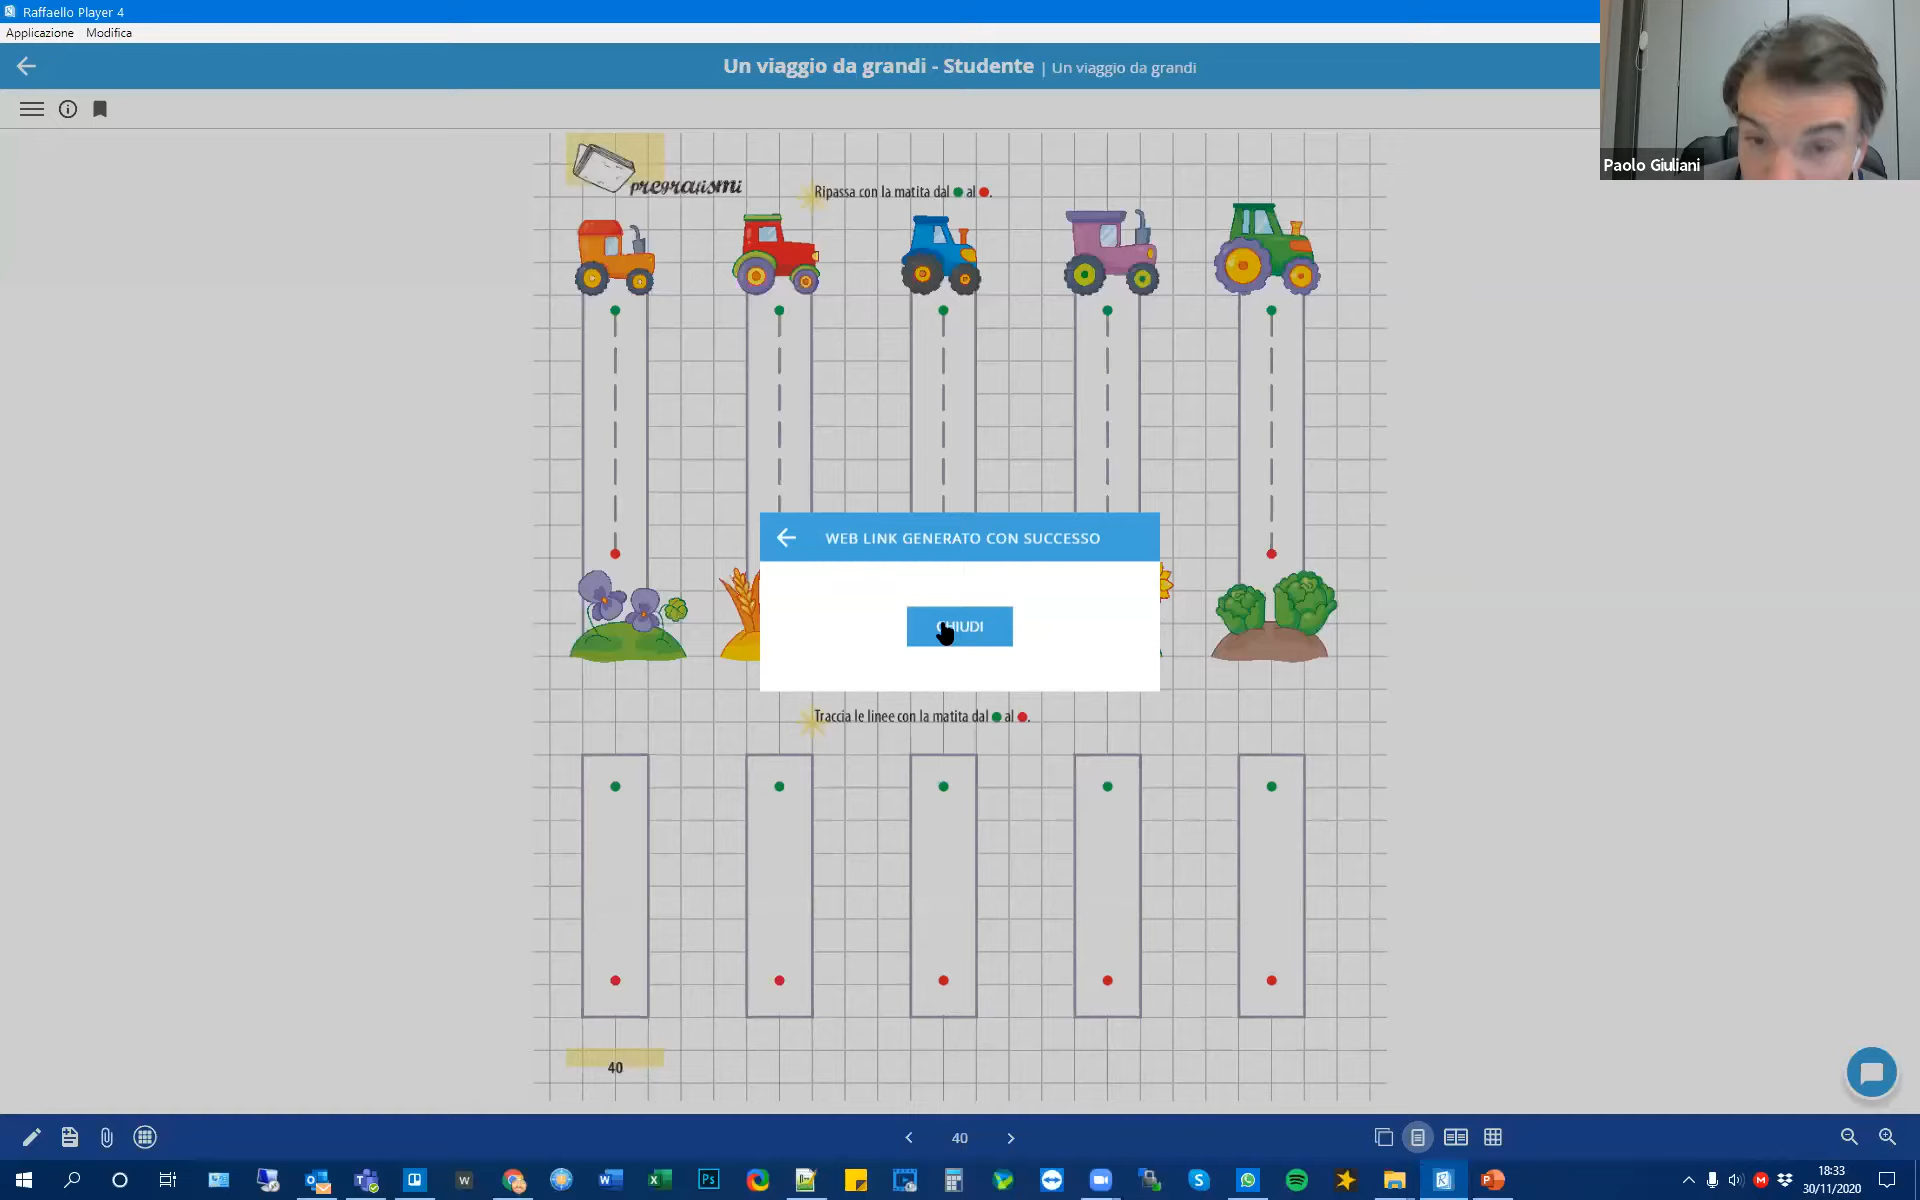 Raffaello Player 4
Applicazione Modifica
Un viaggio da grandi - Studente | Un viaggio da grandi
Paolo Giuliani
pregrafismi
Ripassa con la matita dal al .
WEB LINK GENERATO CON SUCCESSO
CHIUDI
Traccia le linee con la matita dal al .
40
40
18:33
30/11/2020